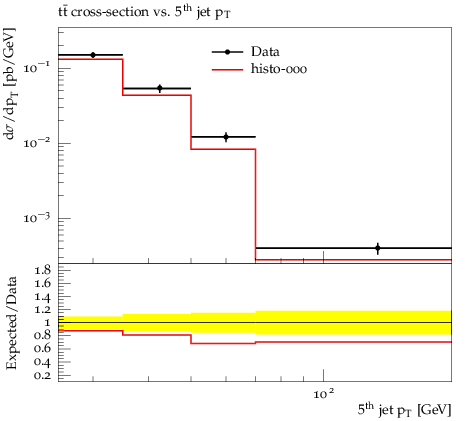 tt̄ cross-section vs. 5th jet pT
dσ/dpT [pb/GeV]
10−1
10−2
10−3
Data
histo-000
Expected/Data
1.8
1.6
1.4
1.2
1
0.8
0.6
0.4
0.2
10 2
5th jet pT [GeV]